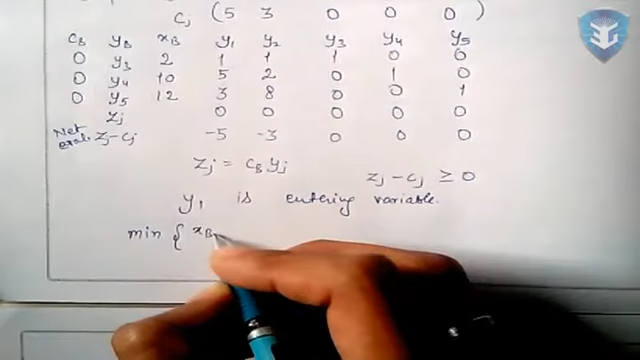 Cj (5 3 0 0 0)
CB yB xB y1 y2 y3 y4 y5
0 y3 2 1 1 1 0 0
0 y4 10 5 2 0 1 0
0 y5 12 3 8 0 0 1
Zj 0 0 0 0 0
Net eval. Zj - Cj -5 -3 0 0 0
Zj = CB yj Zj - Cj ≥ 0
y1 is entering variable.
min { xB